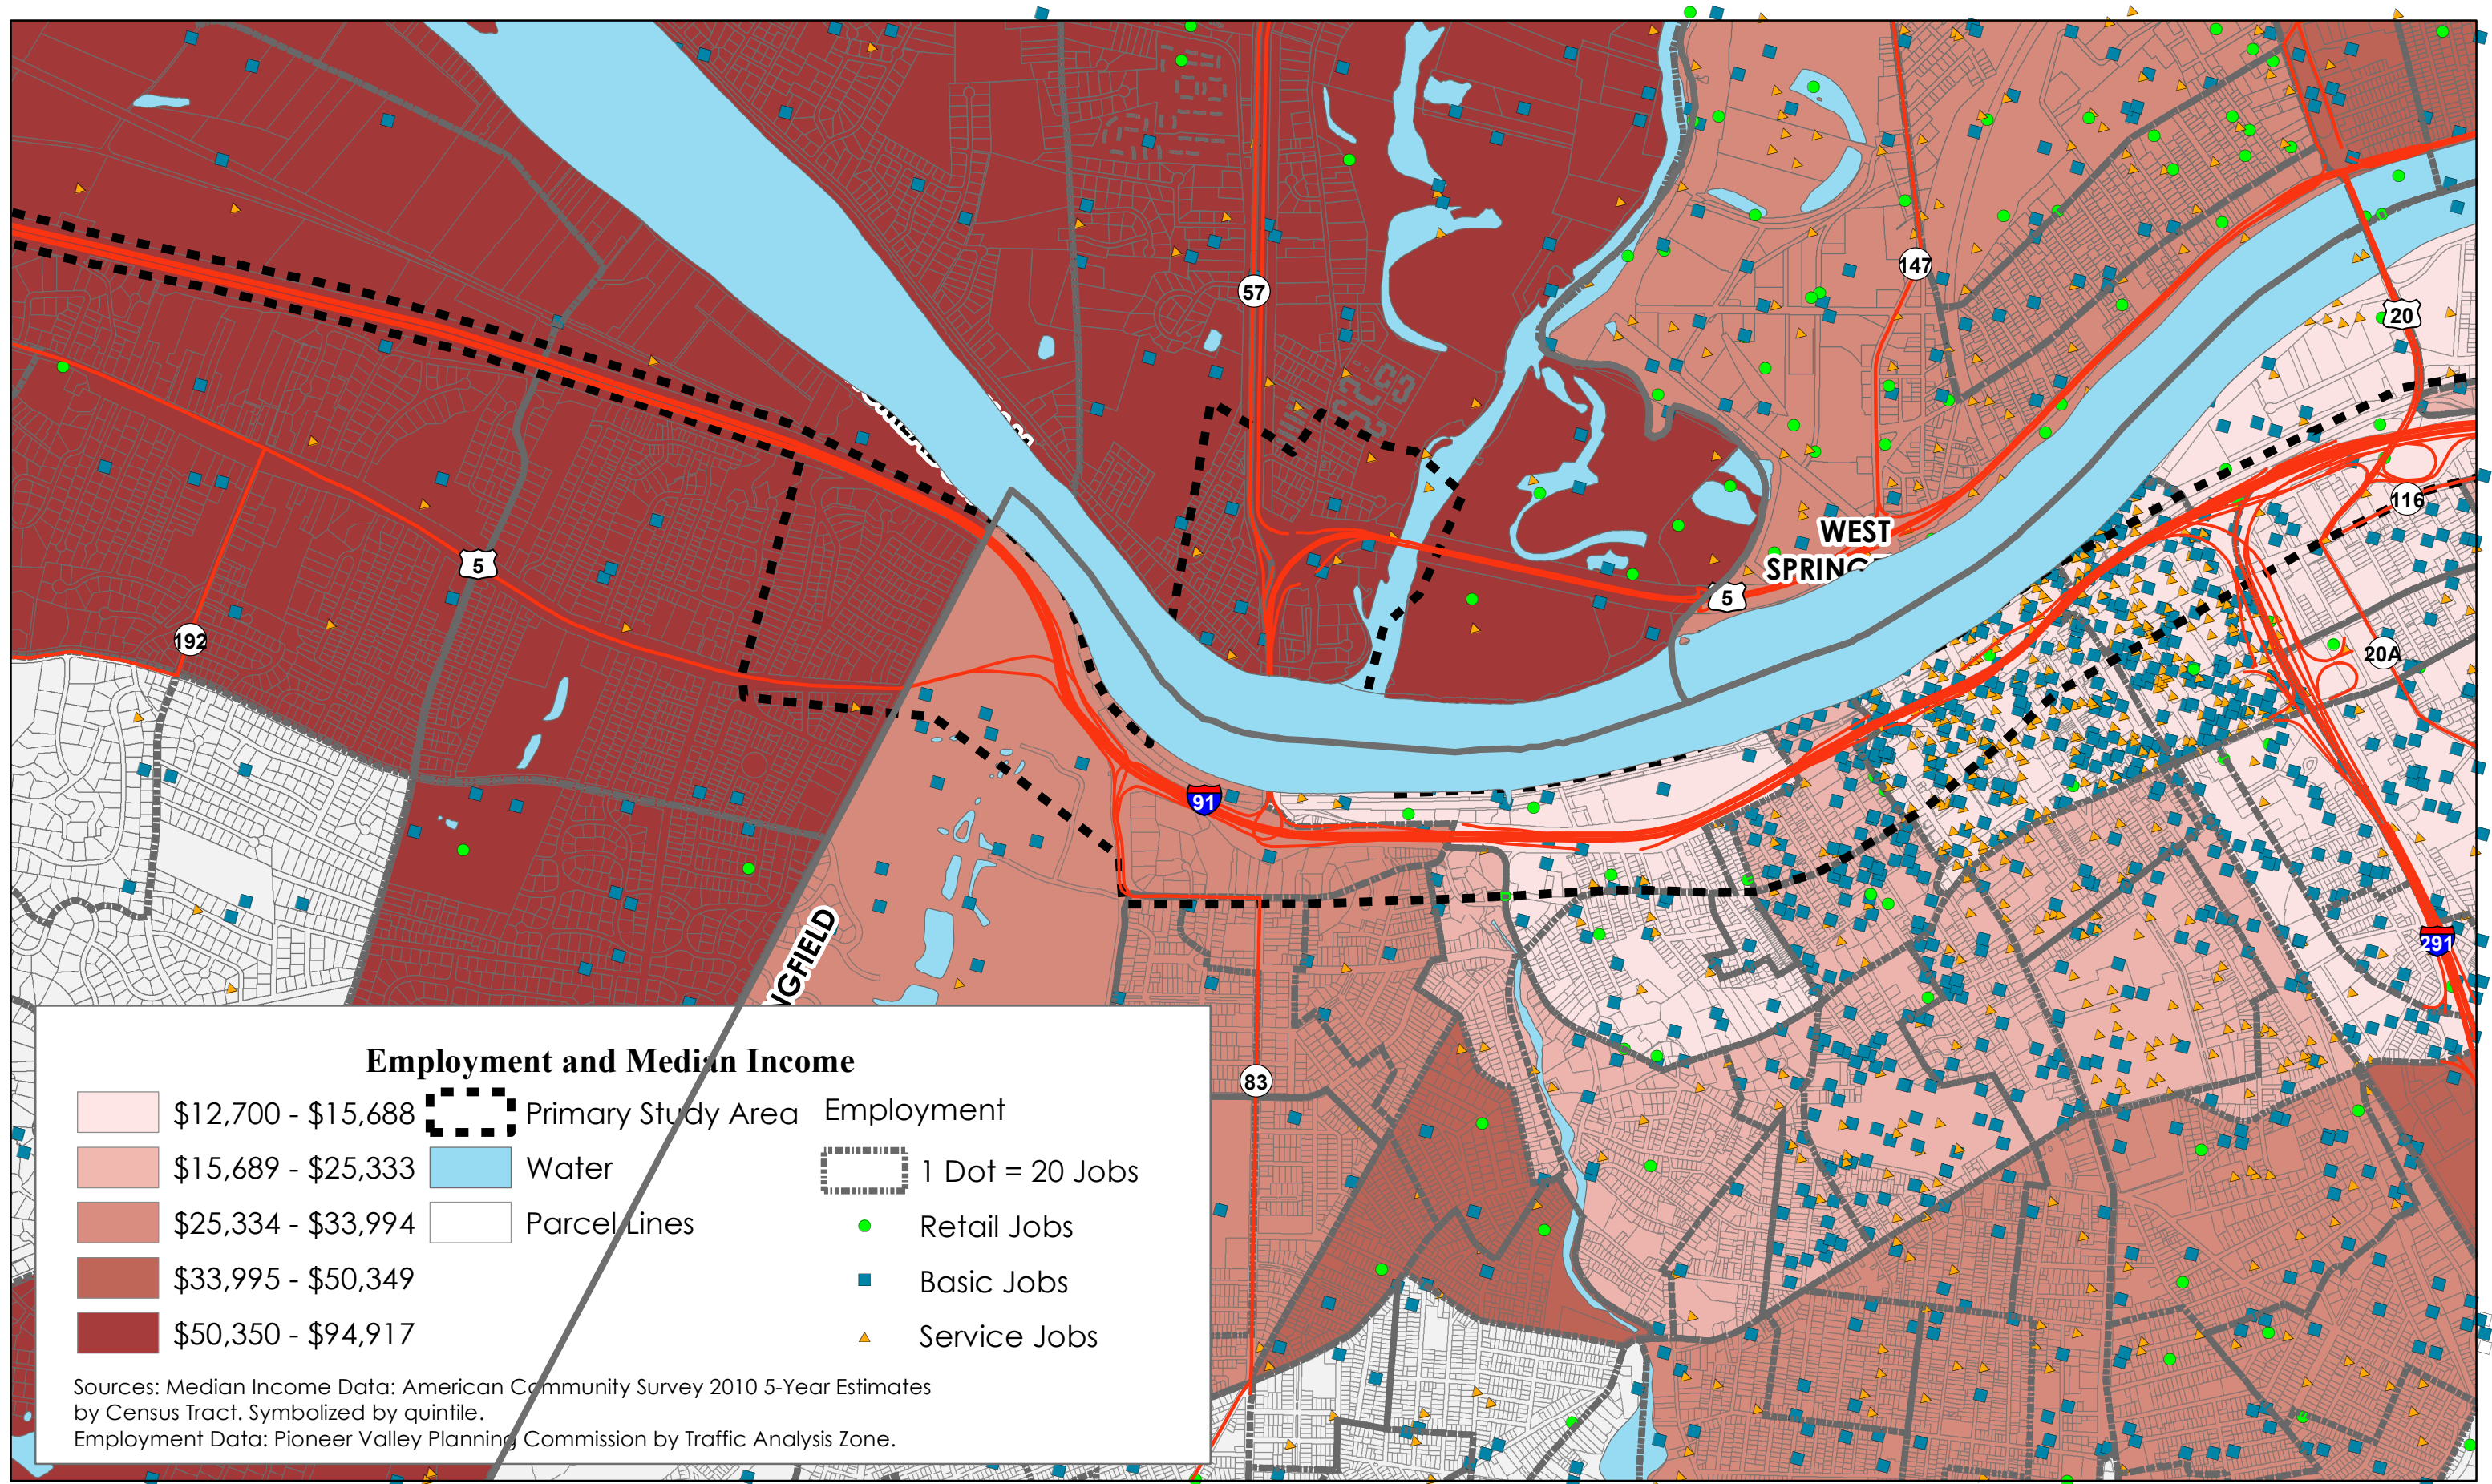 57
147
20
116
WEST
SPRING
5
5
192
20A
91
291
NGFIELD
83
Employment and Median Income
$12,700 - $15,688
Primary Study Area
Employment
$15,689 - $25,333
Water
1 Dot = 20 Jobs
$25,334 - $33,994
Parcel Lines
Retail Jobs
$33,995 - $50,349
Basic Jobs
$50,350 - $94,917
Service Jobs
Sources: Median Income Data: American Community Survey 2010 5-Year Estimates
by Census Tract. Symbolized by quintile.
Employment Data: Pioneer Valley Planning Commission by Traffic Analysis Zone.